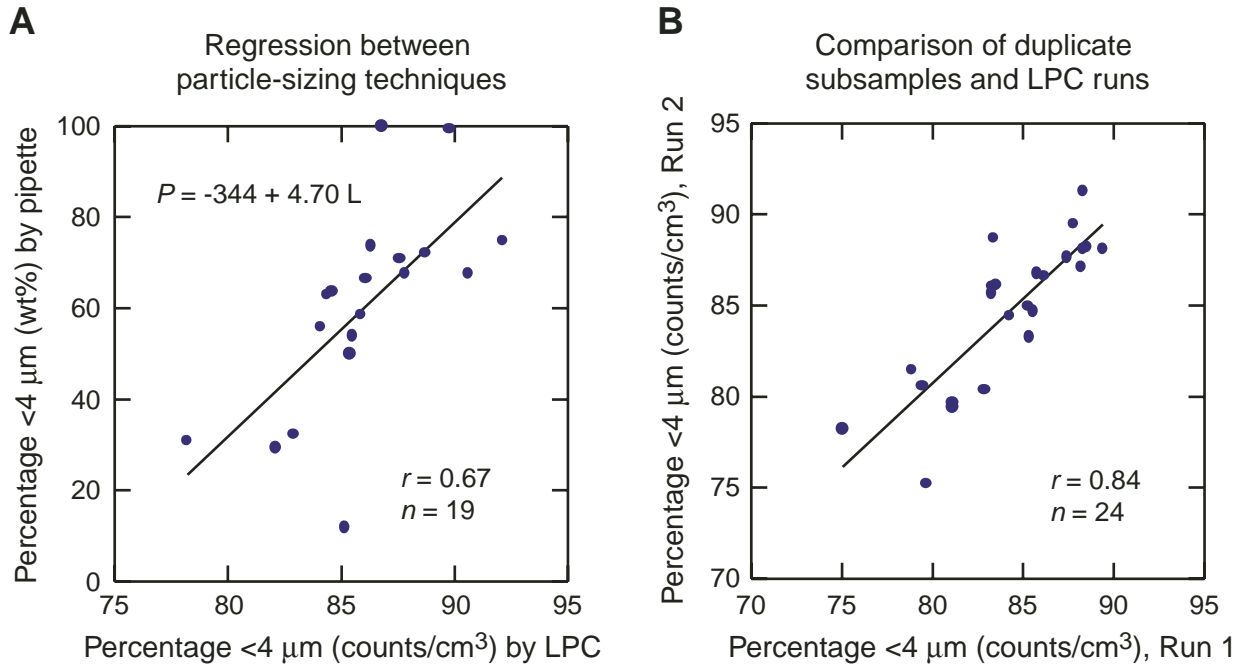 A
Regression between
particle-sizing techniques
Percentage <4 μm (wt%) by pipette
100
80
60
40
20
0
P = -344 + 4.70 L
r = 0.67
n = 19
75
80
85
90
95
Percentage <4 μm (counts/cm³) by LPC
B
Comparison of duplicate
subsamples and LPC runs
Percentage <4 μm (counts/cm³), Run 2
95
90
85
80
75
70
r = 0.84
n = 24
70
75
80
85
90
95
Percentage <4 μm (counts/cm³), Run 1